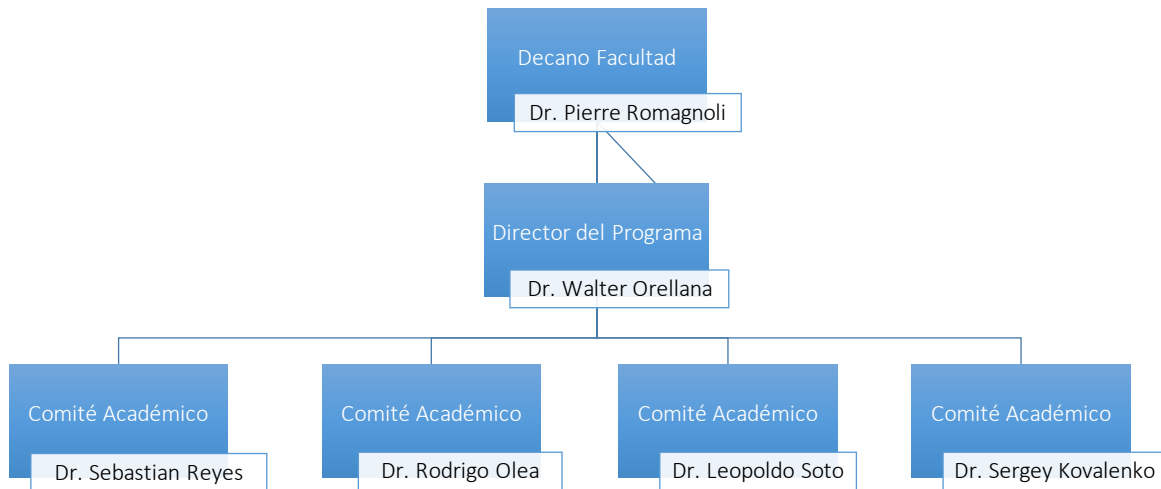 Decano Facultad
Dr. Pierre Romagnoli
Director del Programa
Dr. Walter Orellana
Comité Académico
Dr. Sebastian Reyes
Comité Académico
Dr. Rodrigo Olea
Comité Académico
Dr. Leopoldo Soto
Comité Académico
Dr. Sergey Kovalenko